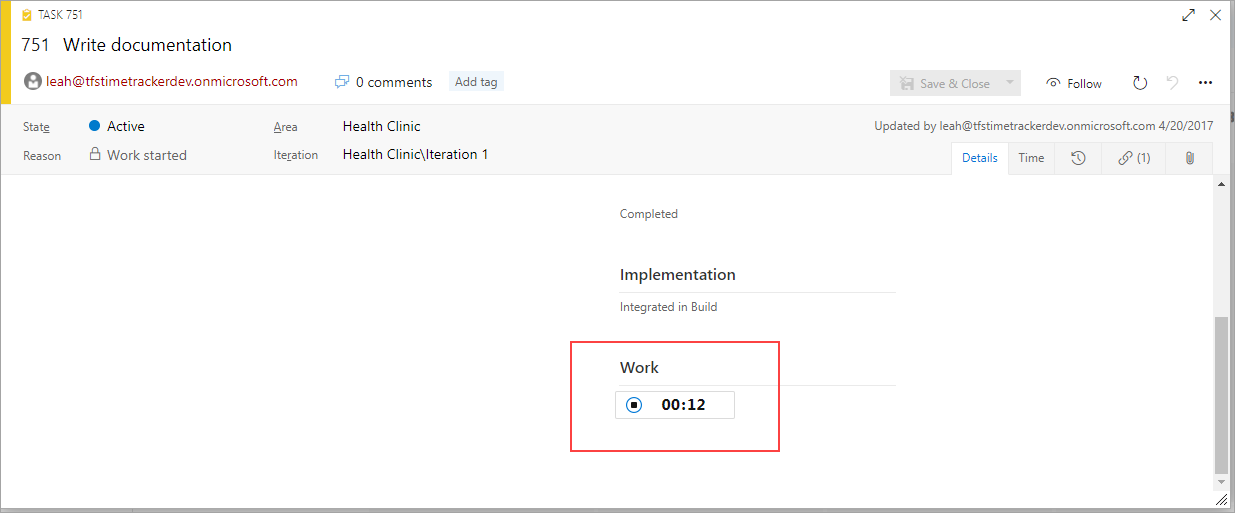 TASK 751
751 Write documentation
leah@tfstimetrackerdev.onmicrosoft.com 0 comments Add tag Save & Close Follow
State Active Area Health Clinic Updated by leah@tfstimetrackerdev.onmicrosoft.com 4/20/2017
Reason Work started Iteration Health Clinic\Iteration 1 Details Time (1)
Completed
Implementation
Integrated in Build
Work
00:12